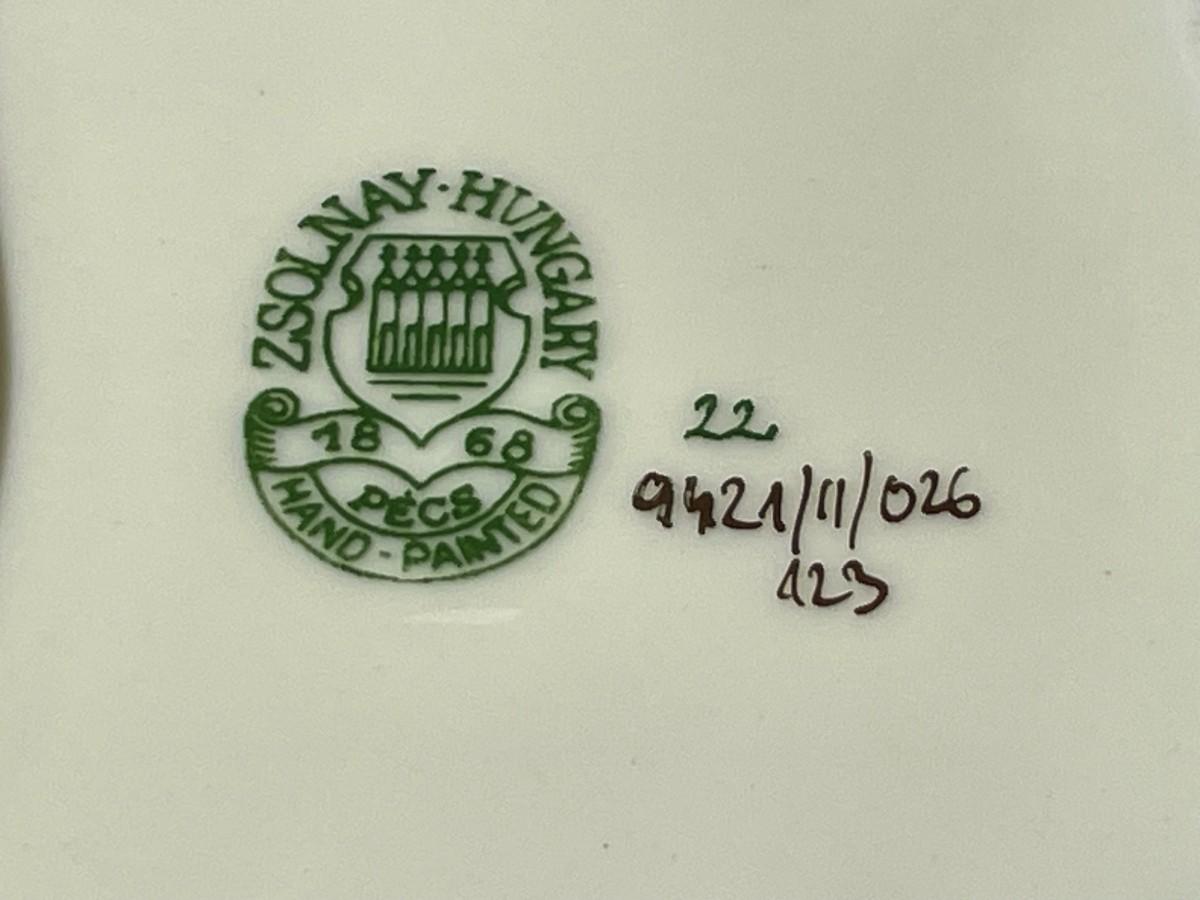 ZSOLNAY · HUNGARY
18 68
PÉCS
HAND-PAINTED
22
9421/11/026
123